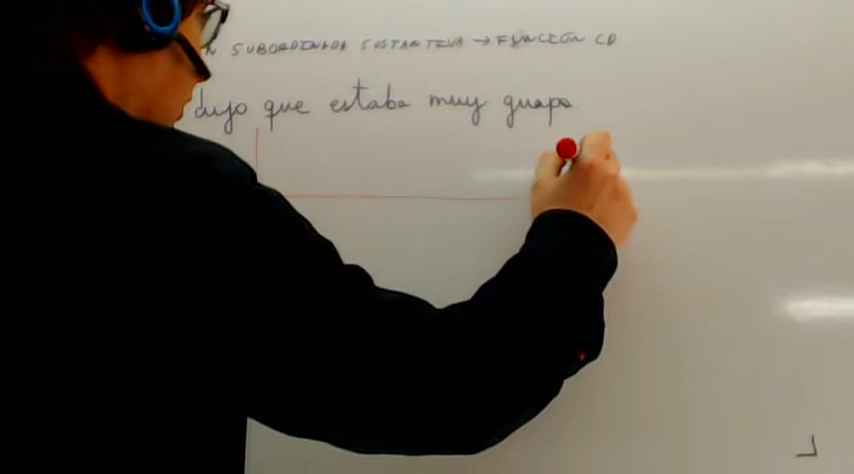 N SUBORDINADA SUSTANTIVA → FUNCIÓN CD
dijo que estaba muy guapa